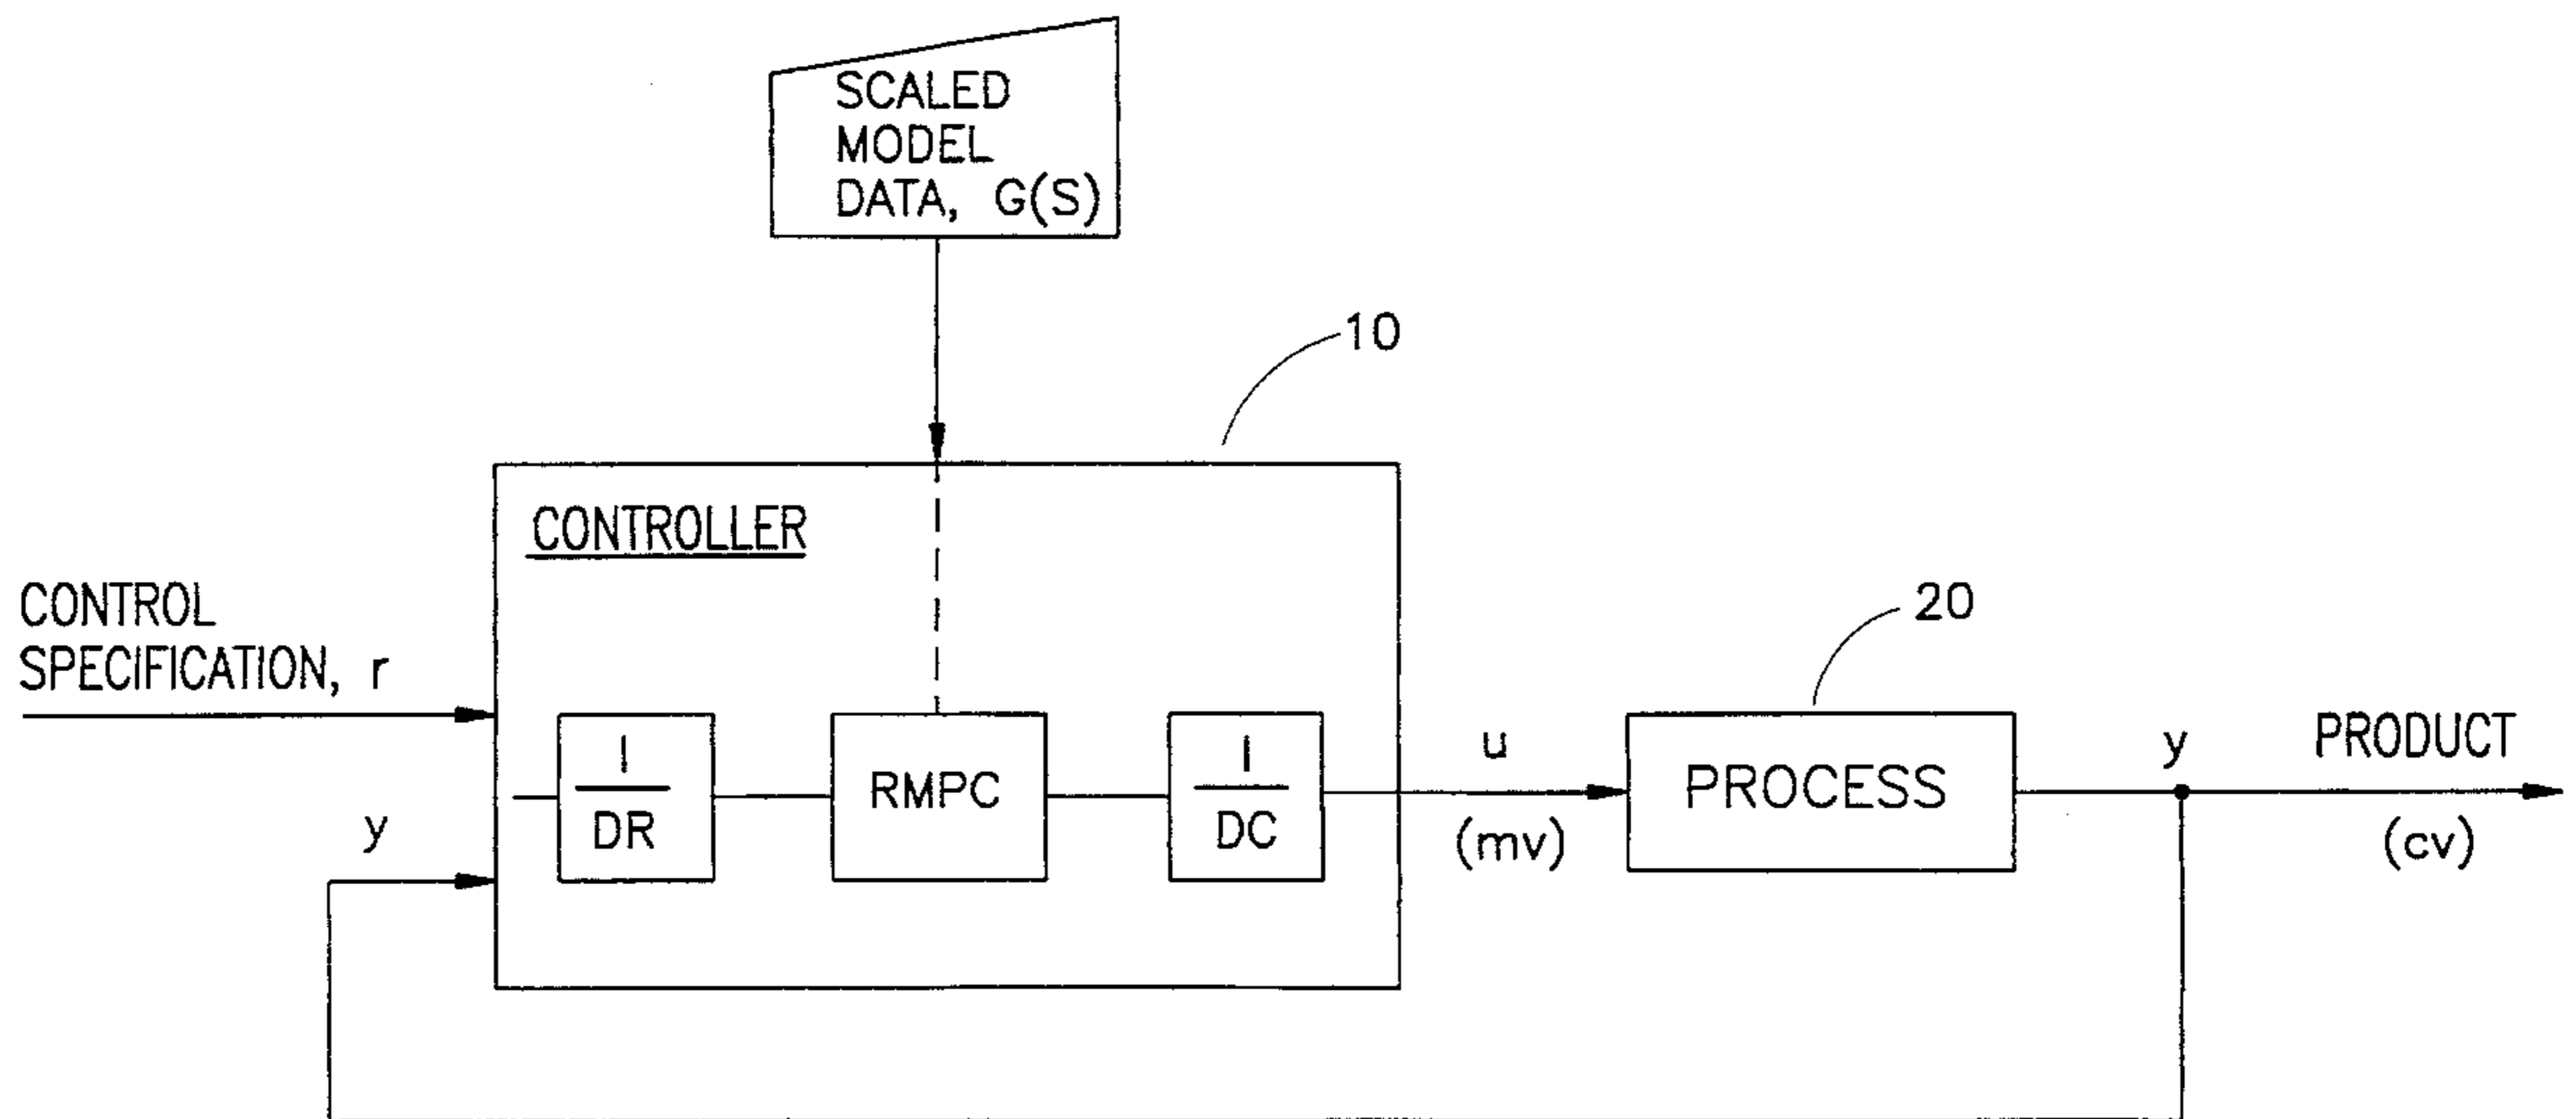 SCALED
MODEL
DATA, G(S)
10
CONTROLLER
CONTROL
SPECIFICATION, r
20
y
I
DR
RMPC
I
DC
u
(mv)
PROCESS
y
PRODUCT
(cv)